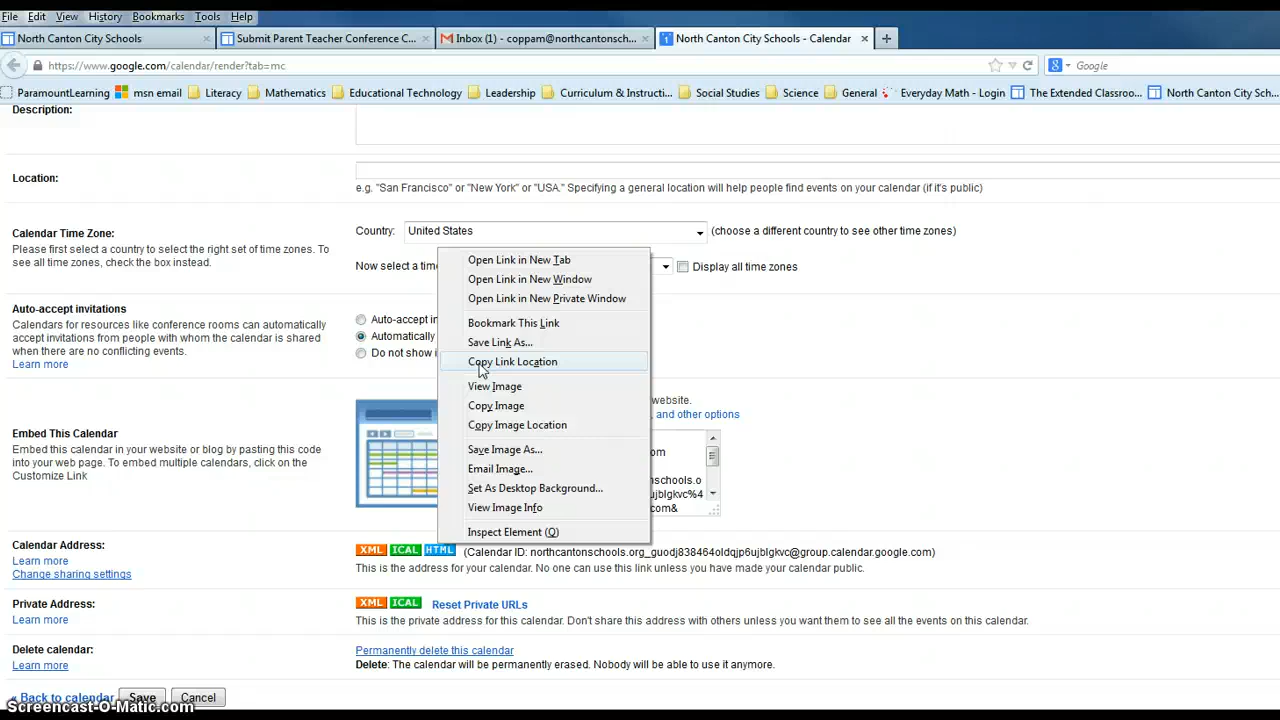 File Edit View History Bookmarks Tools Help
North Canton City Schools × Submit Parent Teacher Conference C... × Inbox (1) - coppam@northcantonsch... × North Canton City Schools - Calendar × +
https://www.google.com/calendar/render?tab=mc Google
ParamountLearning msn email Literacy Mathematics Educational Technology Leadership Curriculum & Instructi... Social Studies Science General Everyday Math - Login The Extended Classroo... North Canton City Sch...
Description:
Location:
e.g. "San Francisco" or "New York" or "USA." Specifying a general location will help people find events on your calendar (if it's public)
Calendar Time Zone:
Please first select a country to select the right set of time zones. To
see all time zones, check the box instead.
Country: United States (choose a different country to see other time zones)
Now select a time Display all time zones
Auto-accept invitations
Calendars for resources like conference rooms can automatically
accept invitations from people with whom the calendar is shared
when there are no conflicting events.
Learn more
Auto-accept in
Automatically
Do not show i
Open Link in New Tab
Open Link in New Window
Open Link in New Private Window
Bookmark This Link
Save Link As...
Copy Link Location
View Image
Copy Image
Copy Image Location
Save Image As...
Email Image...
Set As Desktop Background...
View Image Info
Inspect Element (Q)
Embed This Calendar
Embed this calendar in your website or blog by pasting this code
into your web page. To embed multiple calendars, click on the
Customize Link
website.
, and other options
om
schools.o
ujblgkvc%4
com&
Calendar Address:
Learn more
Change sharing settings
XML ICAL HTML (Calendar ID: northcantonschools.org_guodj838464oldqjp6ujblgkvc@group.calendar.google.com)
This is the address for your calendar. No one can use this link unless you have made your calendar public.
Private Address:
Learn more
XML ICAL Reset Private URLs
This is the private address for this calendar. Don't share this address with others unless you want them to see all the events on this calendar.
Delete calendar:
Learn more
Permanently delete this calendar
Delete: The calendar will be permanently erased. Nobody will be able to use it anymore.
« Back to calendar Save Cancel
Screencast-O-Matic.com